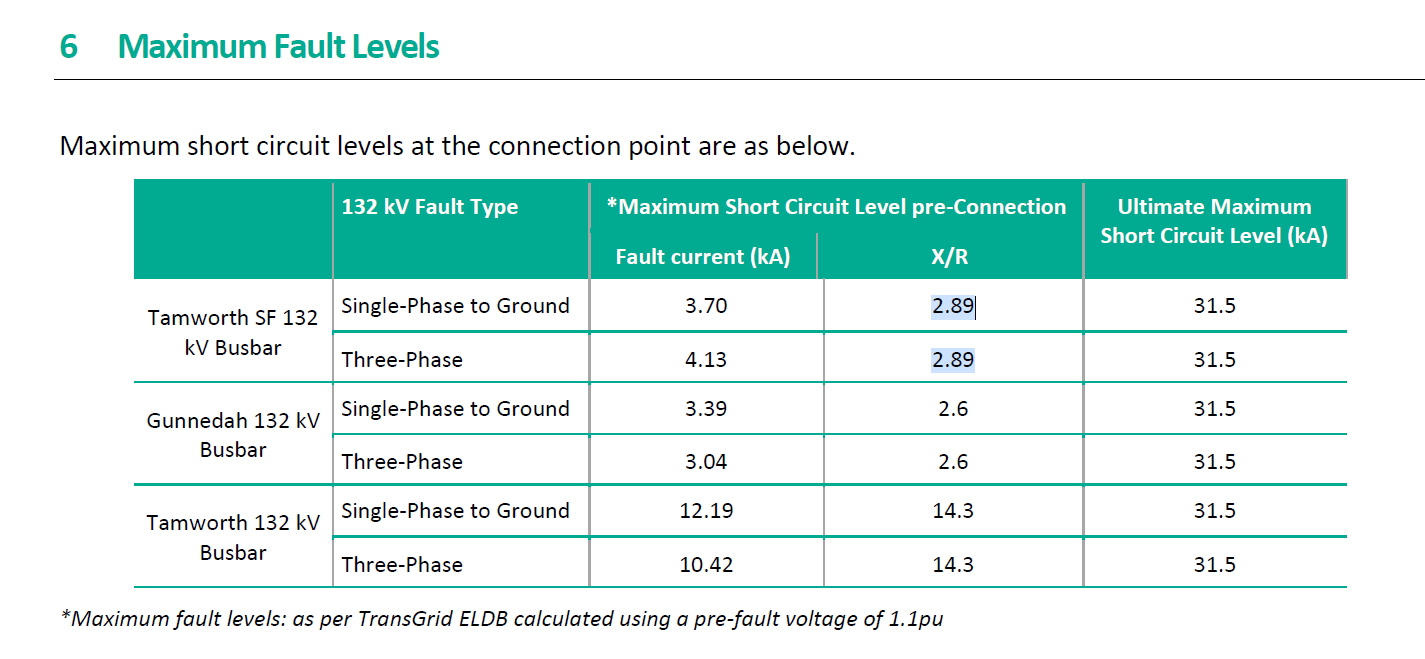 6 Maximum Fault Levels
Maximum short circuit levels at the connection point are as below.
132 kV Fault Type *Maximum Short Circuit Level pre-Connection Ultimate Maximum
Short Circuit Level (kA)
Fault current (kA) X/R
Tamworth SF 132
kV Busbar
Single-Phase to Ground 3.70 2.89 31.5
Three-Phase 4.13 2.89 31.5
Gunnedah 132 kV
Busbar
Single-Phase to Ground 3.39 2.6 31.5
Three-Phase 3.04 2.6 31.5
Tamworth 132 kV
Busbar
Single-Phase to Ground 12.19 14.3 31.5
Three-Phase 10.42 14.3 31.5
*Maximum fault levels: as per TransGrid ELDB calculated using a pre-fault voltage of 1.1pu